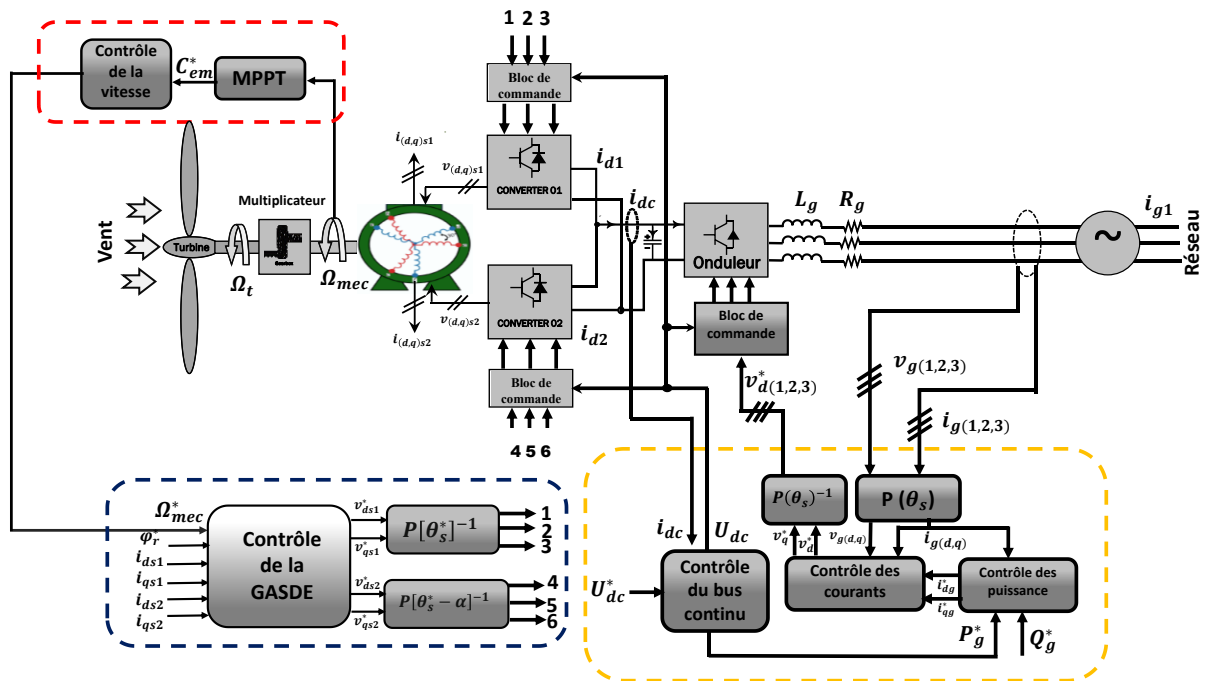 1 2 3
Contrôle
de la
vitesse
C*em
MPPT
Bloc de
commande
i(d,q)s1
v(d,q)s1
CONVERTER 01
id1
idc
Lg
Rg
ig1
Multiplicateur
Vent
Turbine
Ωt
Ωmec
Onduleur
~
Réseau
v(d,q)s2
i(d,q)s2
CONVERTER 02
id2
Bloc de
commande
Bloc de
commande
4 5 6
v*d(1,2,3)
vg(1,2,3)
ig(1,2,3)
Ω*mec
φ*r
ids1
iqs1
ids2
iqs2
Contrôle
de la
GASDE
v*ds1
v*qs1
v*ds2
v*qs2
P[θ*s]⁻¹
P[θ*s − α]⁻¹
1
2
3
4
5
6
P(θs)⁻¹
P (θs)
v*q
v*d
vg(d,q)
ig(d,q)
idc
Udc
U*dc
Contrôle
du bus
continu
Contrôle des
courants
i*dg
i*qg
Contrôle des
puissance
P*g
Q*g